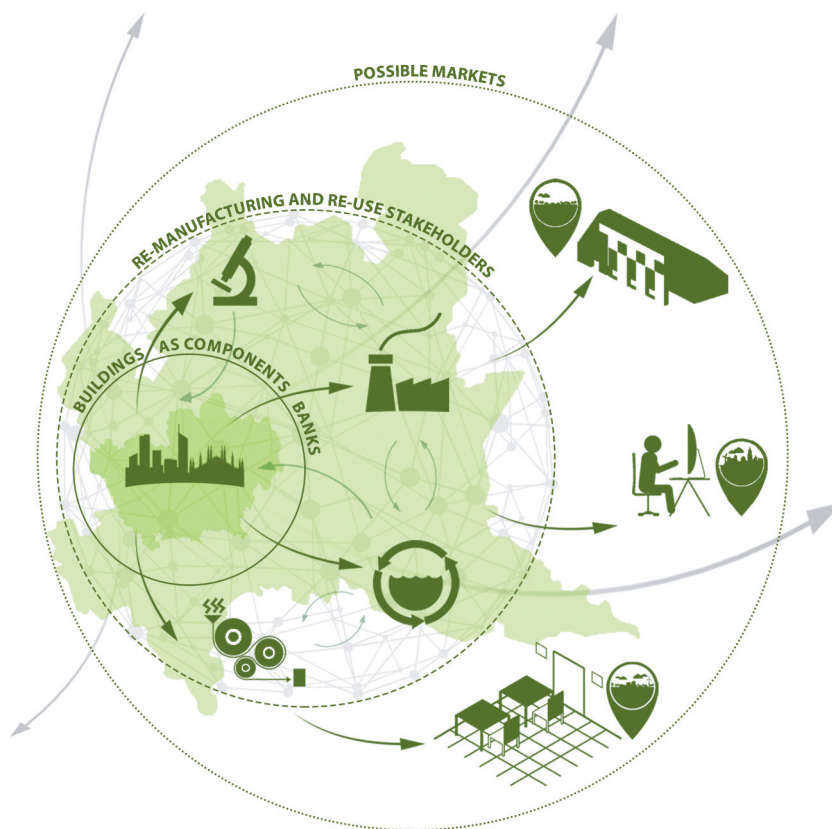 POSSIBLE MARKETS
RE-MANUFACTURING AND RE-USE STAKEHOLDERS
BUILDINGS AS COMPONENTS BANKS